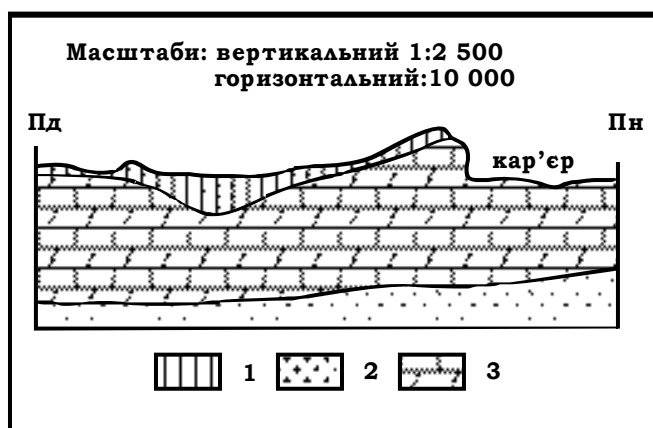 Масштаби: вертикальний 1:2 500
горизонтальний:10 000
Пд Пн
кар’єр
1 2 3